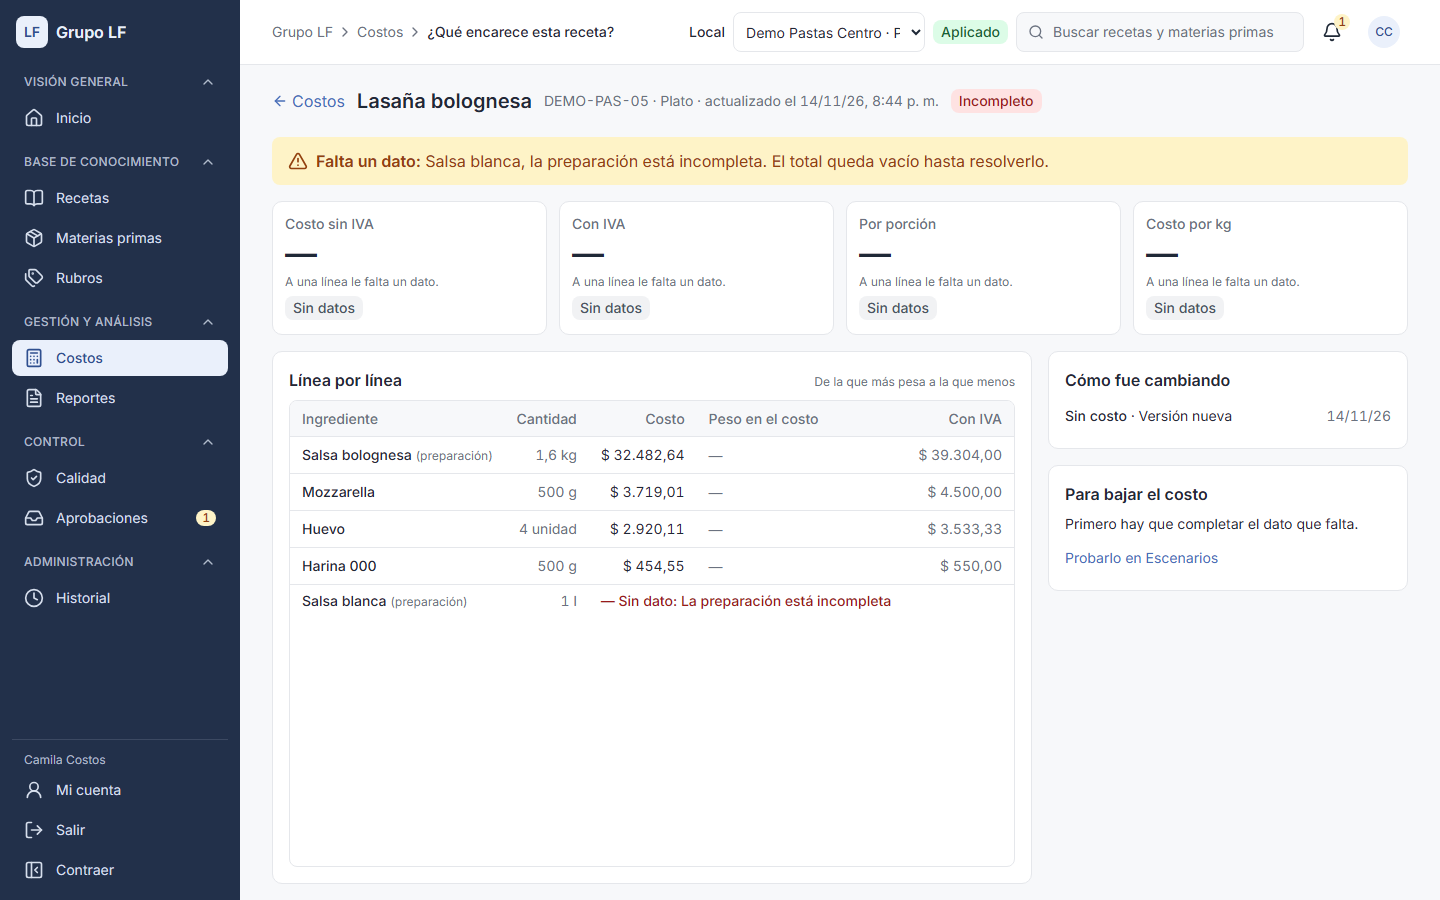 LF Grupo LF
VISIÓN GENERAL
Inicio
BASE DE CONOCIMIENTO
Recetas
Materias primas
Rubros
GESTIÓN Y ANÁLISIS
Costos
Reportes
CONTROL
Calidad
Aprobaciones 1
ADMINISTRACIÓN
Historial
Camila Costos
Mi cuenta
Salir
Contraer
Grupo LF > Costos > ¿Qué encarece esta receta?
Local Demo Pastas Centro · P Aplicado Buscar recetas y materias primas 1 CC
← Costos Lasaña bolognesa DEMO-PAS-05 · Plato · actualizado el 14/11/26, 8:44 p. m. Incompleto
Falta un dato: Salsa blanca, la preparación está incompleta. El total queda vacío hasta resolverlo.
Costo sin IVA
—
A una línea le falta un dato.
Sin datos
Con IVA
—
A una línea le falta un dato.
Sin datos
Por porción
—
A una línea le falta un dato.
Sin datos
Costo por kg
—
A una línea le falta un dato.
Sin datos
Línea por línea De la que más pesa a la que menos
Ingrediente Cantidad Costo Peso en el costo Con IVA
Salsa bolognesa (preparación) 1,6 kg $ 32.482,64 — $ 39.304,00
Mozzarella 500 g $ 3.719,01 — $ 4.500,00
Huevo 4 unidad $ 2.920,11 — $ 3.533,33
Harina 000 500 g $ 454,55 — $ 550,00
Salsa blanca (preparación) 1 l — Sin dato: La preparación está incompleta
Cómo fue cambiando
Sin costo · Versión nueva 14/11/26
Para bajar el costo
Primero hay que completar el dato que falta.
Probarlo en Escenarios